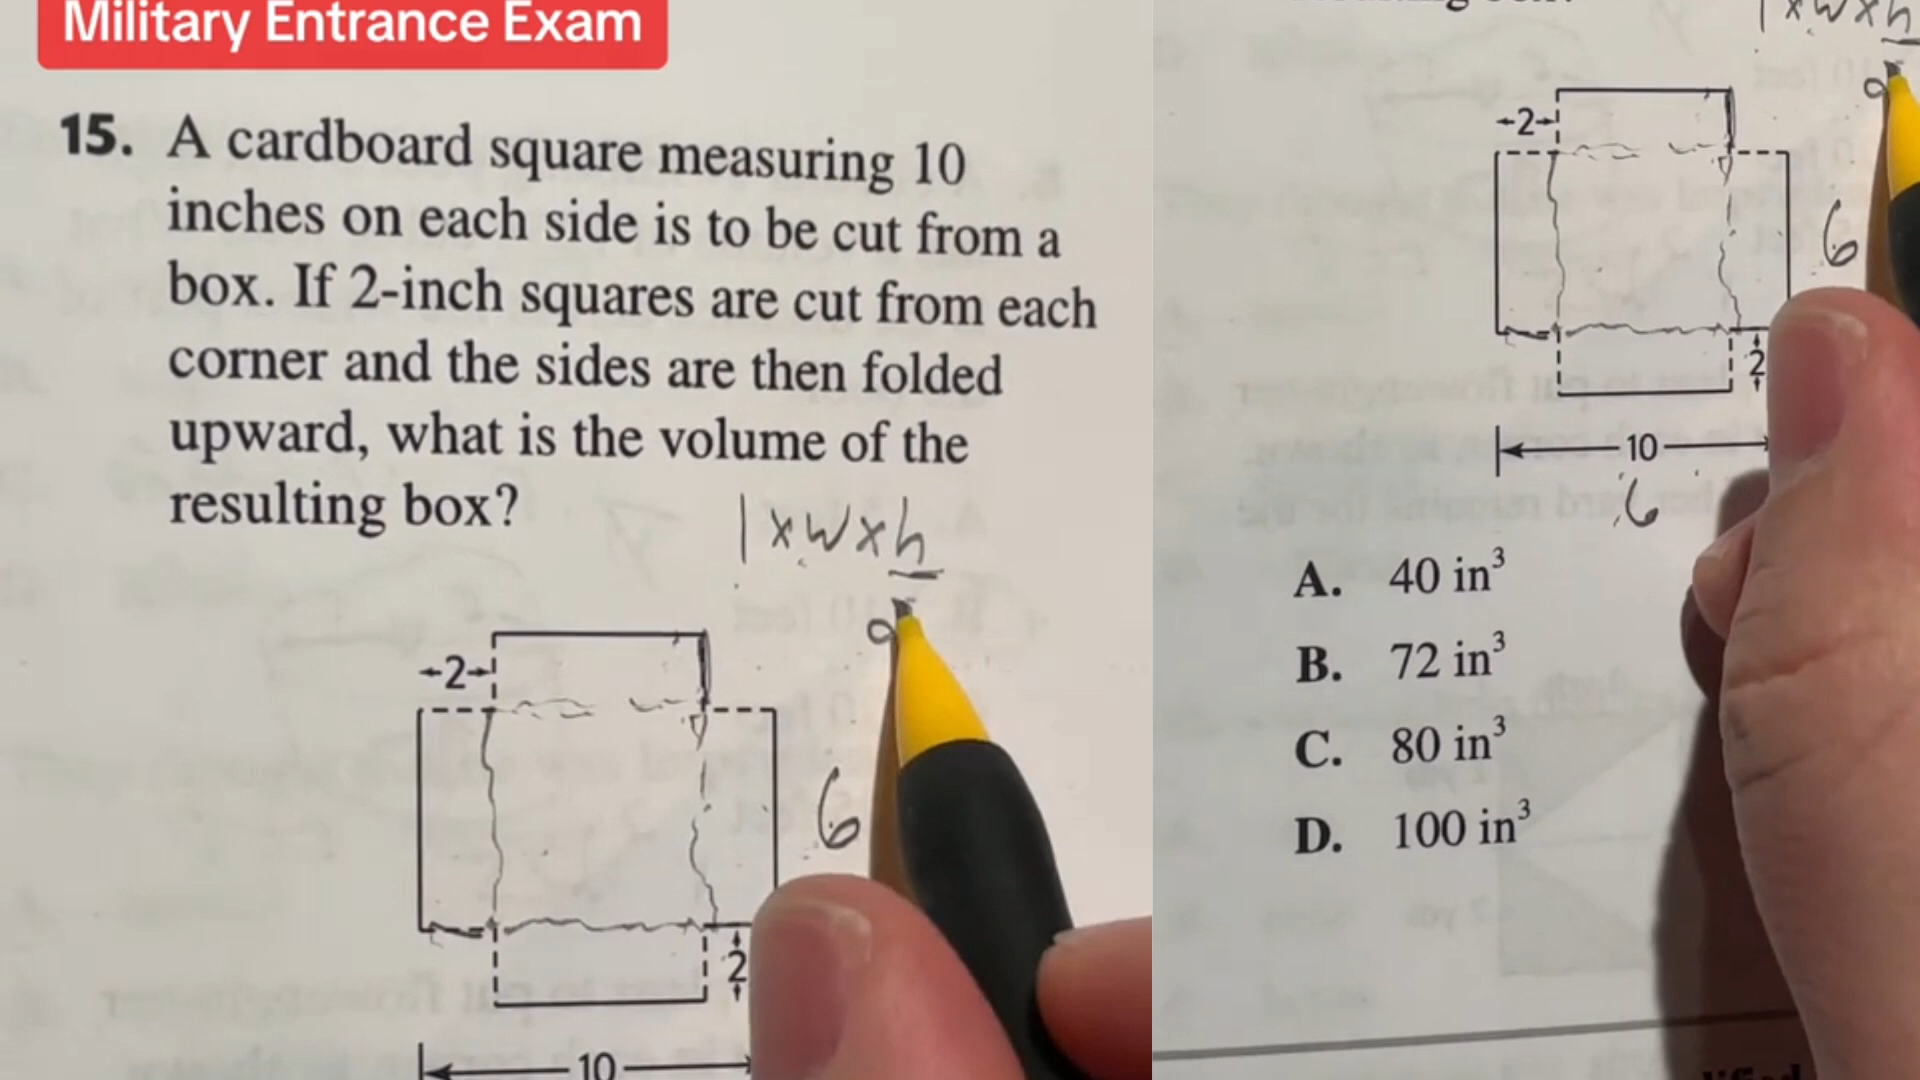 Military Entrance Exam
15. A cardboard square measuring 10
inches on each side is to be cut from a
box. If 2-inch squares are cut from each
corner and the sides are then folded
upward, what is the volume of the
resulting box?
l x w x h
2
6
2
10
l x w x h
2
6
2
10
6
A. 40 in³
B. 72 in³
C. 80 in³
D. 100 in³